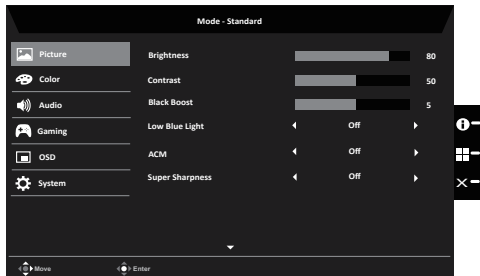 Mode - Standard
Picture
Brightness 80
Color
Contrast 50
Audio
Black Boost 5
Gaming
Low Blue Light Off
OSD
ACM Off
System
Super Sharpness Off
Move Enter